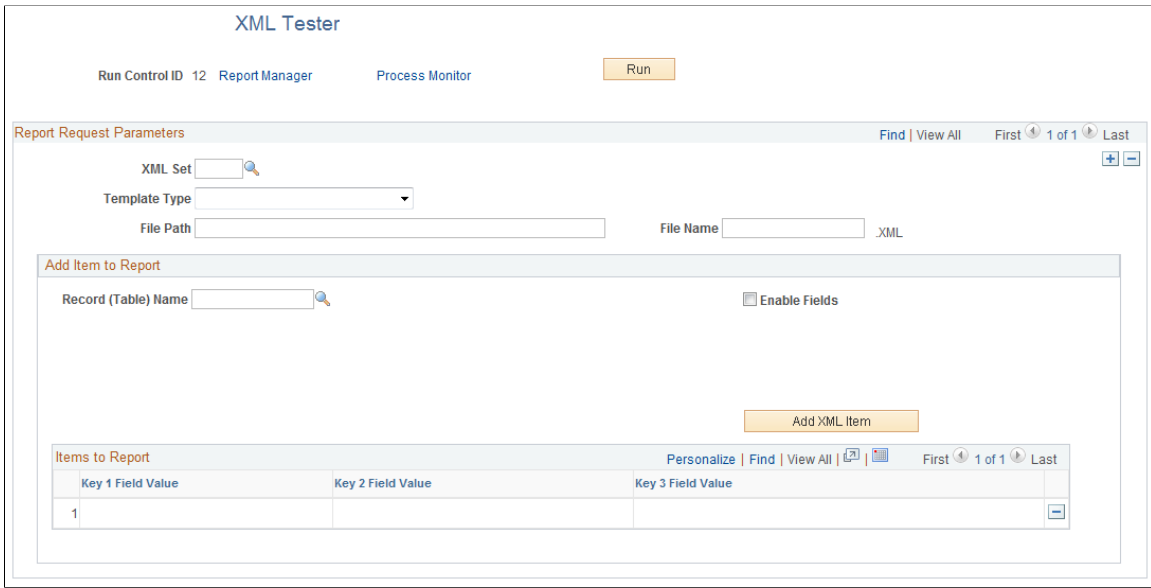 XML Tester
Run Control ID 12 Report Manager Process Monitor Run
Report Request Parameters Find | View All First 1 of 1 Last
XML Set
Template Type
File Path File Name .XML
Add Item to Report
Record (Table) Name Enable Fields
Add XML Item
Items to Report Personalize | Find | View All | | First 1 of 1 Last
Key 1 Field Value Key 2 Field Value Key 3 Field Value
1